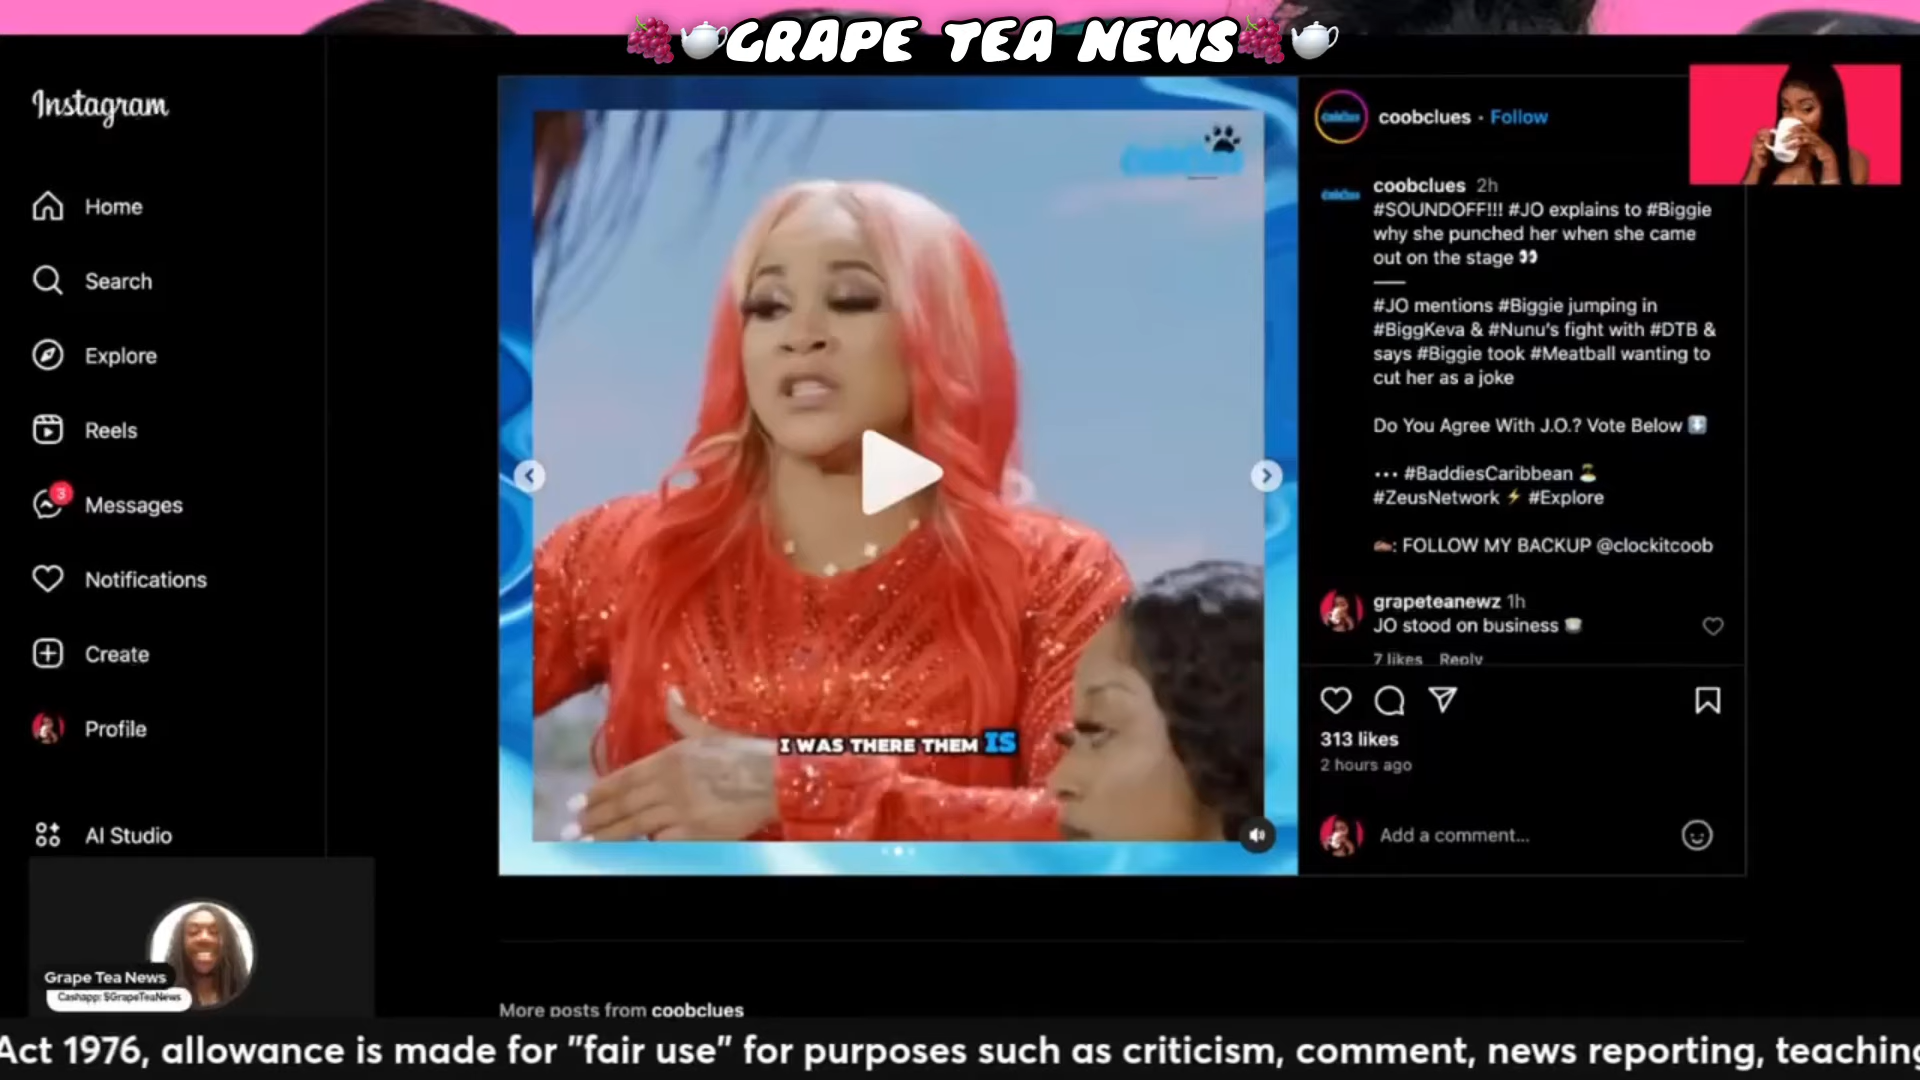 GRAPE TEA NEWS
Instagram
Home
Search
Explore
Reels
3
Messages
Notifications
Create
Profile
AI Studio
Grape Tea News
Cashapp: $GrapeTeaNews
I WAS THERE THEM IS
coobclues • Follow
coobclues 2h
#SOUNDOFF!!! #JO explains to #Biggie
why she punched her when she came
out on the stage 👀
#JO mentions #Biggie jumping in
#BiggKeva & #Nunu's fight with #DTB &
says #Biggie took #Meatball wanting to
cut her as a joke
Do You Agree With J.O.? Vote Below ⬇️
••• #BaddiesCaribbean 🏝️
#ZeusNetwork ⚡ #Explore
: FOLLOW MY BACKUP @clockitcoob
grapeteanewz 1h
JO stood on business
7 likes Reply
313 likes
2 hours ago
Add a comment...
More posts from coobclues
Act 1976, allowance is made for "fair use" for purposes such as criticism, comment, news reporting, teaching